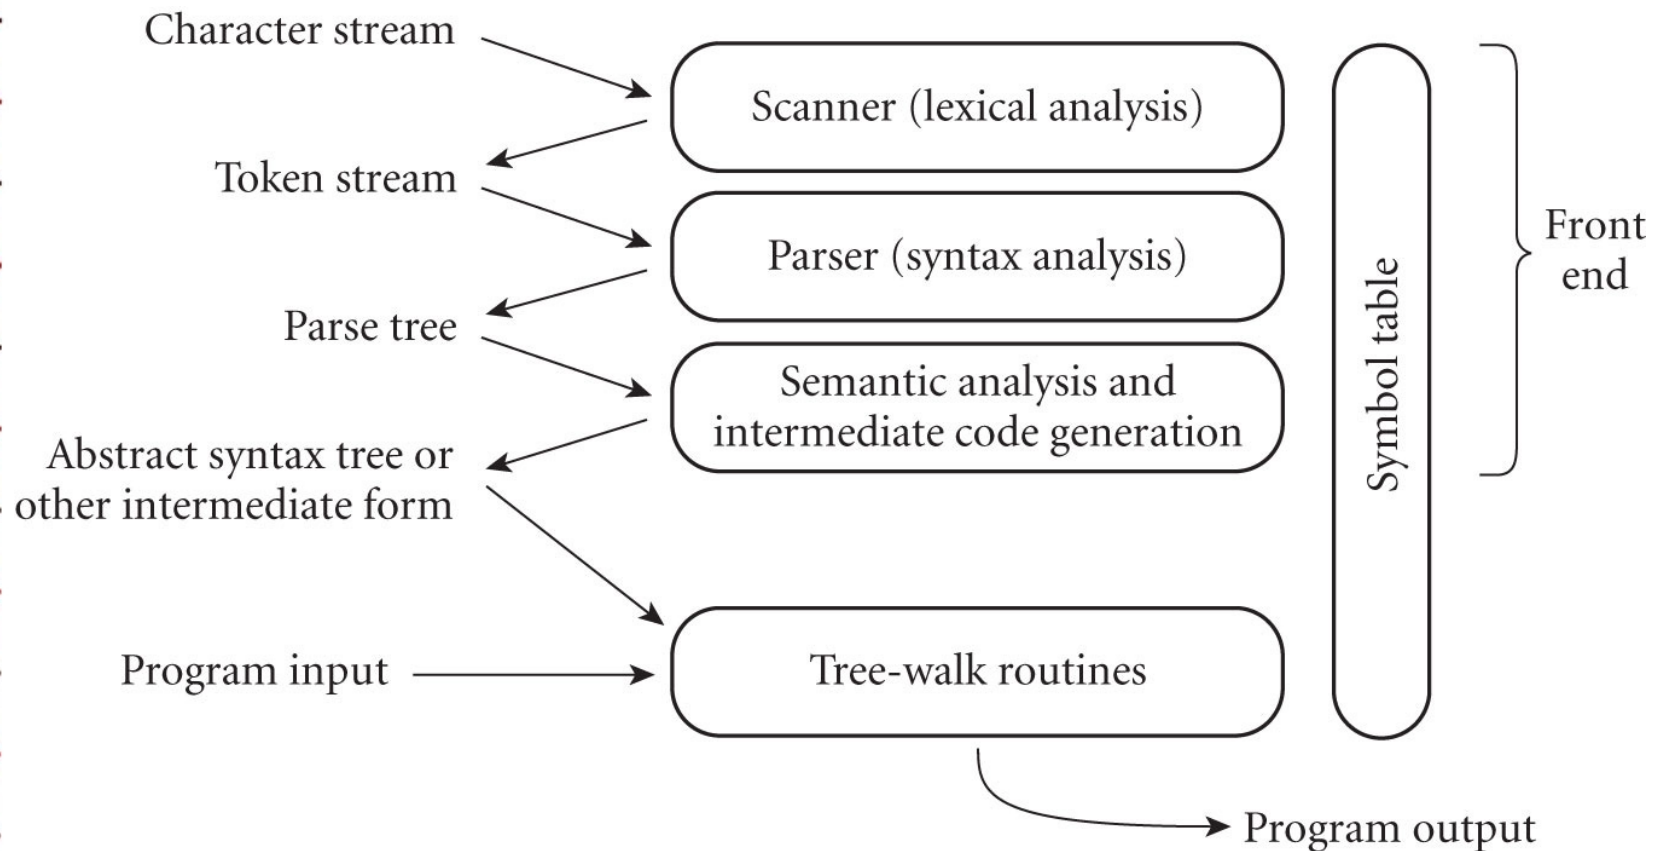 Character stream
Scanner (lexical analysis)
Token stream
Parser (syntax analysis)
Parse tree
Semantic analysis and
intermediate code generation
Abstract syntax tree or
other intermediate form
Program input
Tree-walk routines
Program output
Symbol table
Front
end